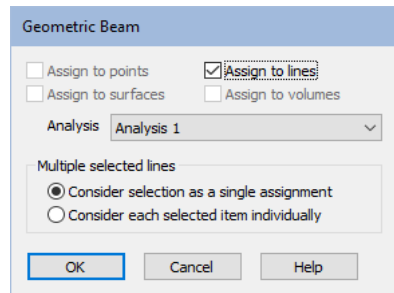 Geometric Beam
Assign to points Assign to lines
Assign to surfaces Assign to volumes
Analysis Analysis 1
Multiple selected lines
Consider selection as a single assignment
Consider each selected item individually
OK Cancel Help